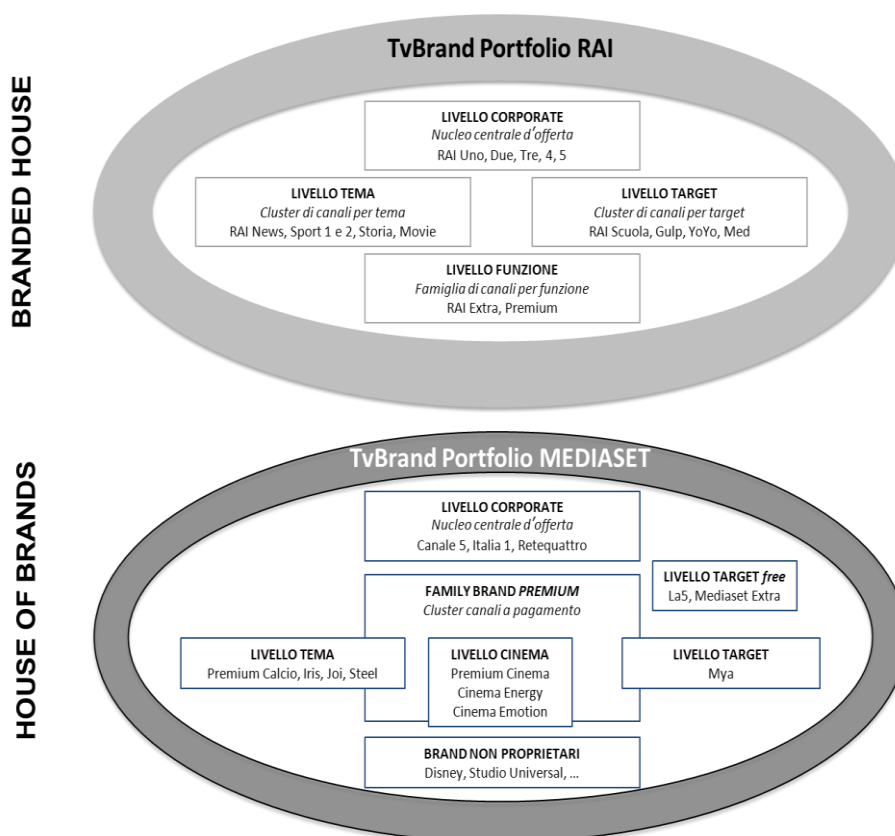 BRANDED HOUSE
TvBrand Portfolio RAI
LIVELLO CORPORATE
Nucleo centrale d'offerta
RAI Uno, Due, Tre, 4, 5
LIVELLO TEMA
Cluster di canali per tema
RAI News, Sport 1 e 2, Storia, Movie
LIVELLO TARGET
Cluster di canali per target
RAI Scuola, Gulp, YoYo, Med
LIVELLO FUNZIONE
Famiglia di canali per funzione
RAI Extra, Premium
HOUSE OF BRANDS
TvBrand Portfolio MEDIASET
LIVELLO CORPORATE
Nucleo centrale d'offerta
Canale 5, Italia 1, Retequattro
LIVELLO TARGET free
La5, Mediaset Extra
FAMILY BRAND PREMIUM
Cluster canali a pagamento
LIVELLO TEMA
Premium Calcio, Iris, Joi, Steel
LIVELLO CINEMA
Premium Cinema
Cinema Energy
Cinema Emotion
LIVELLO TARGET
Mya
BRAND NON PROPRIETARI
Disney, Studio Universal, ...